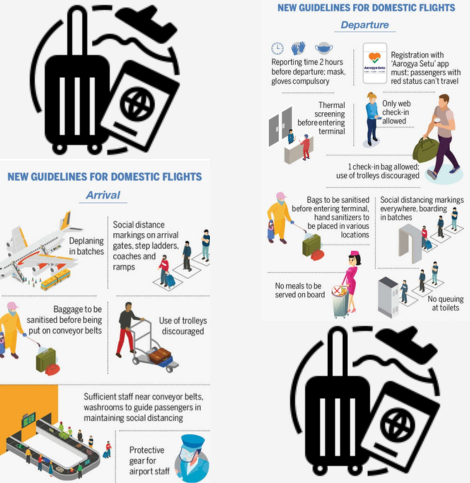 NEW GUIDELINES FOR DOMESTIC FLIGHTS
Arrival
Deplaning
in batches
Social distance
markings on arrival
gates, step ladders,
coaches and
ramps
Baggage to be
sanitised before being
put on conveyor belts
Use of trolleys
discouraged
Sufficient staff near conveyor belts,
washrooms to guide passengers in
maintaining social distancing
Protective
gear for
airport staff
NEW GUIDELINES FOR DOMESTIC FLIGHTS
Departure
Reporting time 2 hours
before departure; mask,
gloves compulsory
Aarogya Setu
Registration with
'Aarogya Setu' app
must; passengers with
red status can't travel
Thermal
screening
before entering
terminal
Only web
check-in
allowed
1 check-in bag allowed;
use of trolleys discouraged
Bags to be sanitised
before entering terminal,
hand sanitizers to
be placed in various
locations
Social distancing markings
everywhere, boarding
in batches
No meals to be
served on board
No queuing
at toilets